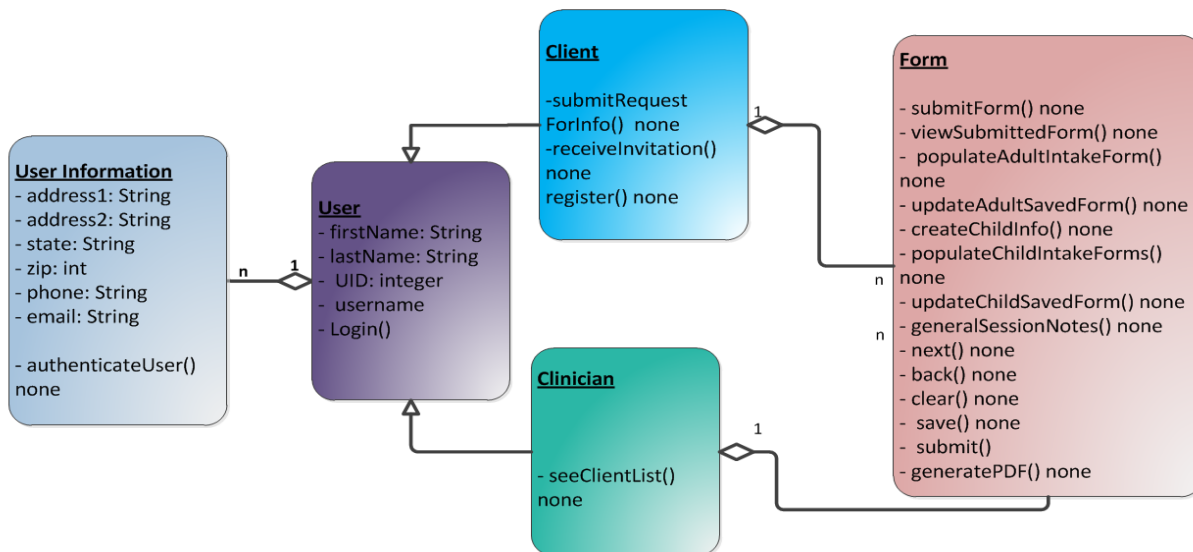 User Information
- address1: String
- address2: String
- state: String
- zip: int
- phone: String
- email: String
- authenticateUser()
none
n
1
User
- firstName: String
- lastName: String
- UID: integer
- username
- Login()
Client
-submitRequest
ForInfo() none
-receiveInvitation()
none
register() none
1
n
Clinician
- seeClientList()
none
1
n
Form
- submitForm() none
- viewSubmittedForm() none
- populateAdultIntakeForm()
none
- updateAdultSavedForm() none
- createChildInfo() none
- populateChildIntakeForms()
none
- updateChildSavedForm() none
- generalSessionNotes() none
- next() none
- back() none
- clear() none
- save() none
- submit()
- generatePDF() none